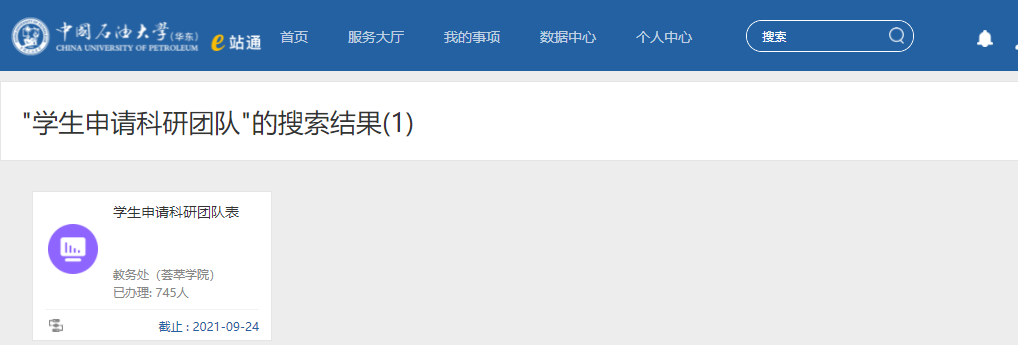 中国石油大学(华东)
CHINA UNIVERSITY OF PETROLEUM
e站通
首页
服务大厅
我的事项
数据中心
个人中心
搜索
"学生申请科研团队"的搜索结果(1)
学生申请科研团队表
教务处（荟萃学院）
已办理: 745人
截止 : 2021-09-24